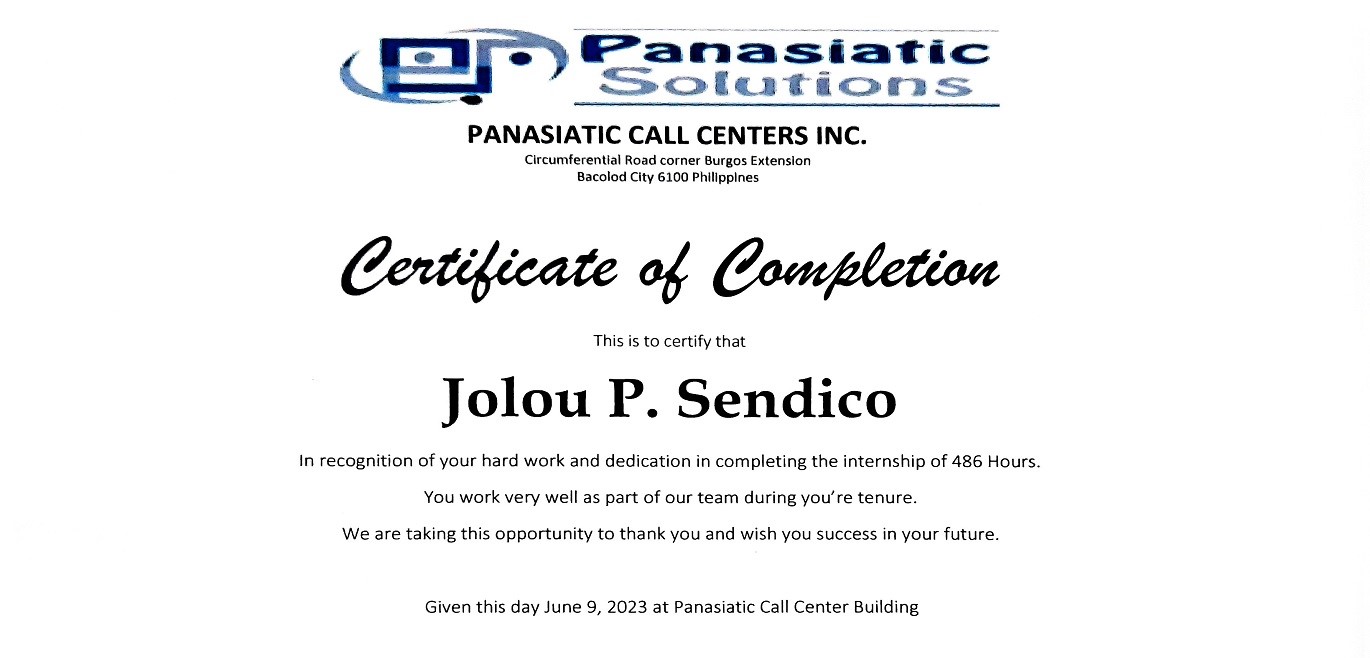 Panasiatic
Solutions
PANASIATIC CALL CENTERS INC.
Circumferential Road corner Burgos Extension
Bacolod City 6100 Philippines
Certificate of Completion
This is to certify that
Jolou P. Sendico
In recognition of your hard work and dedication in completing the internship of 486 Hours.
You work very well as part of our team during you're tenure.
We are taking this opportunity to thank you and wish you success in your future.
Given this day June 9, 2023 at Panasiatic Call Center Building